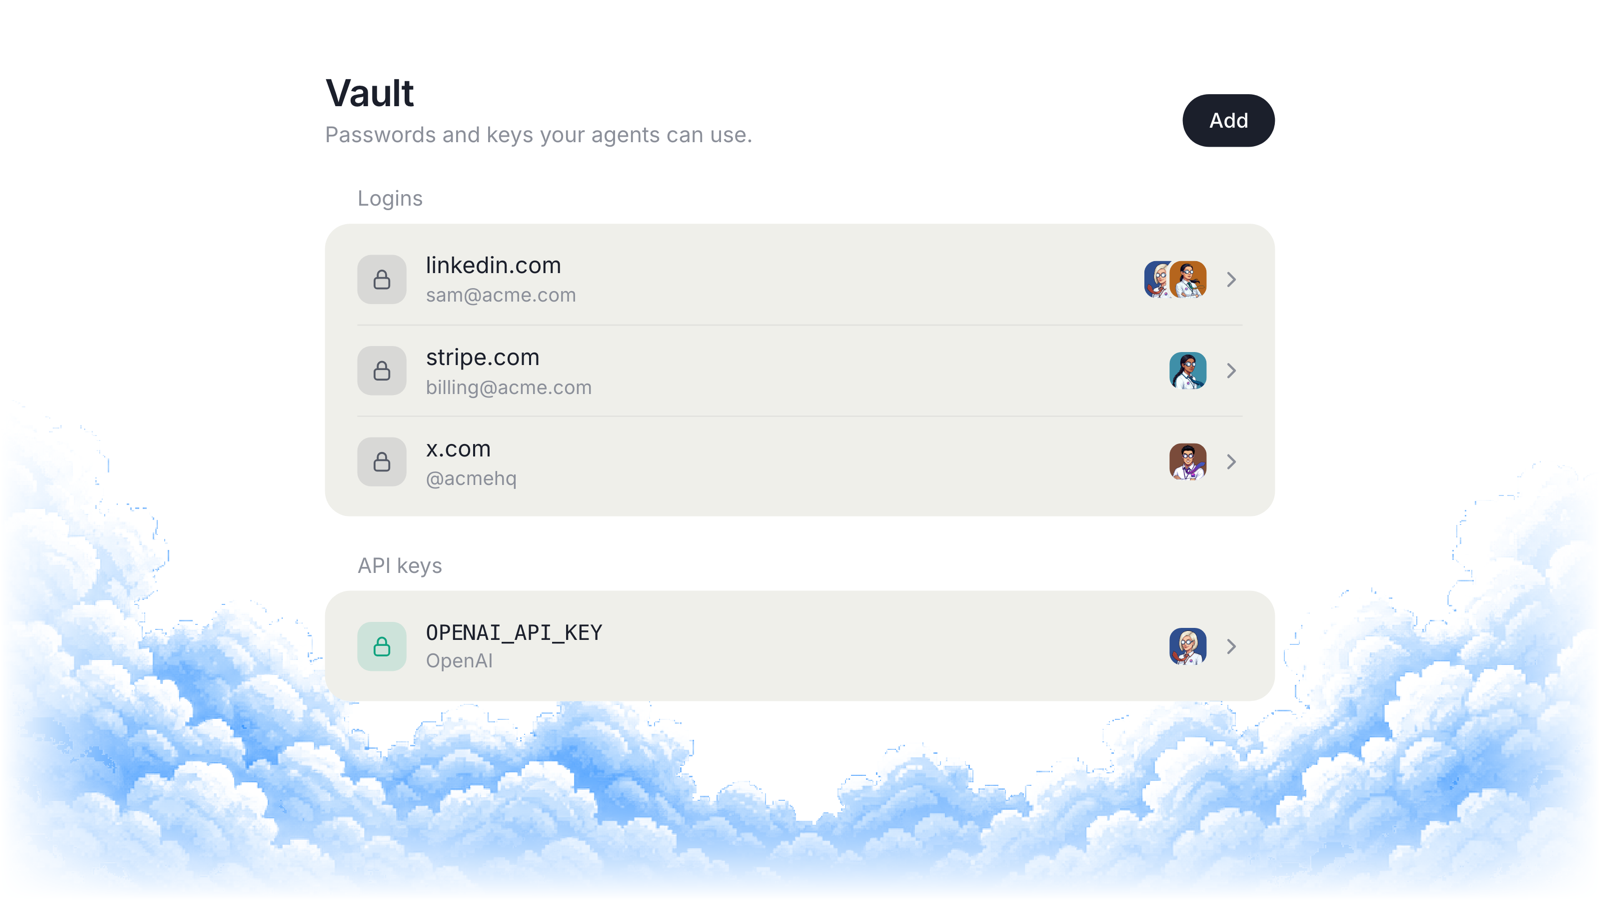 Vault
Passwords and keys your agents can use.
Add
Logins
linkedin.com
sam@acme.com
stripe.com
billing@acme.com
x.com
@acmehq
API keys
OPENAI_API_KEY
OpenAI